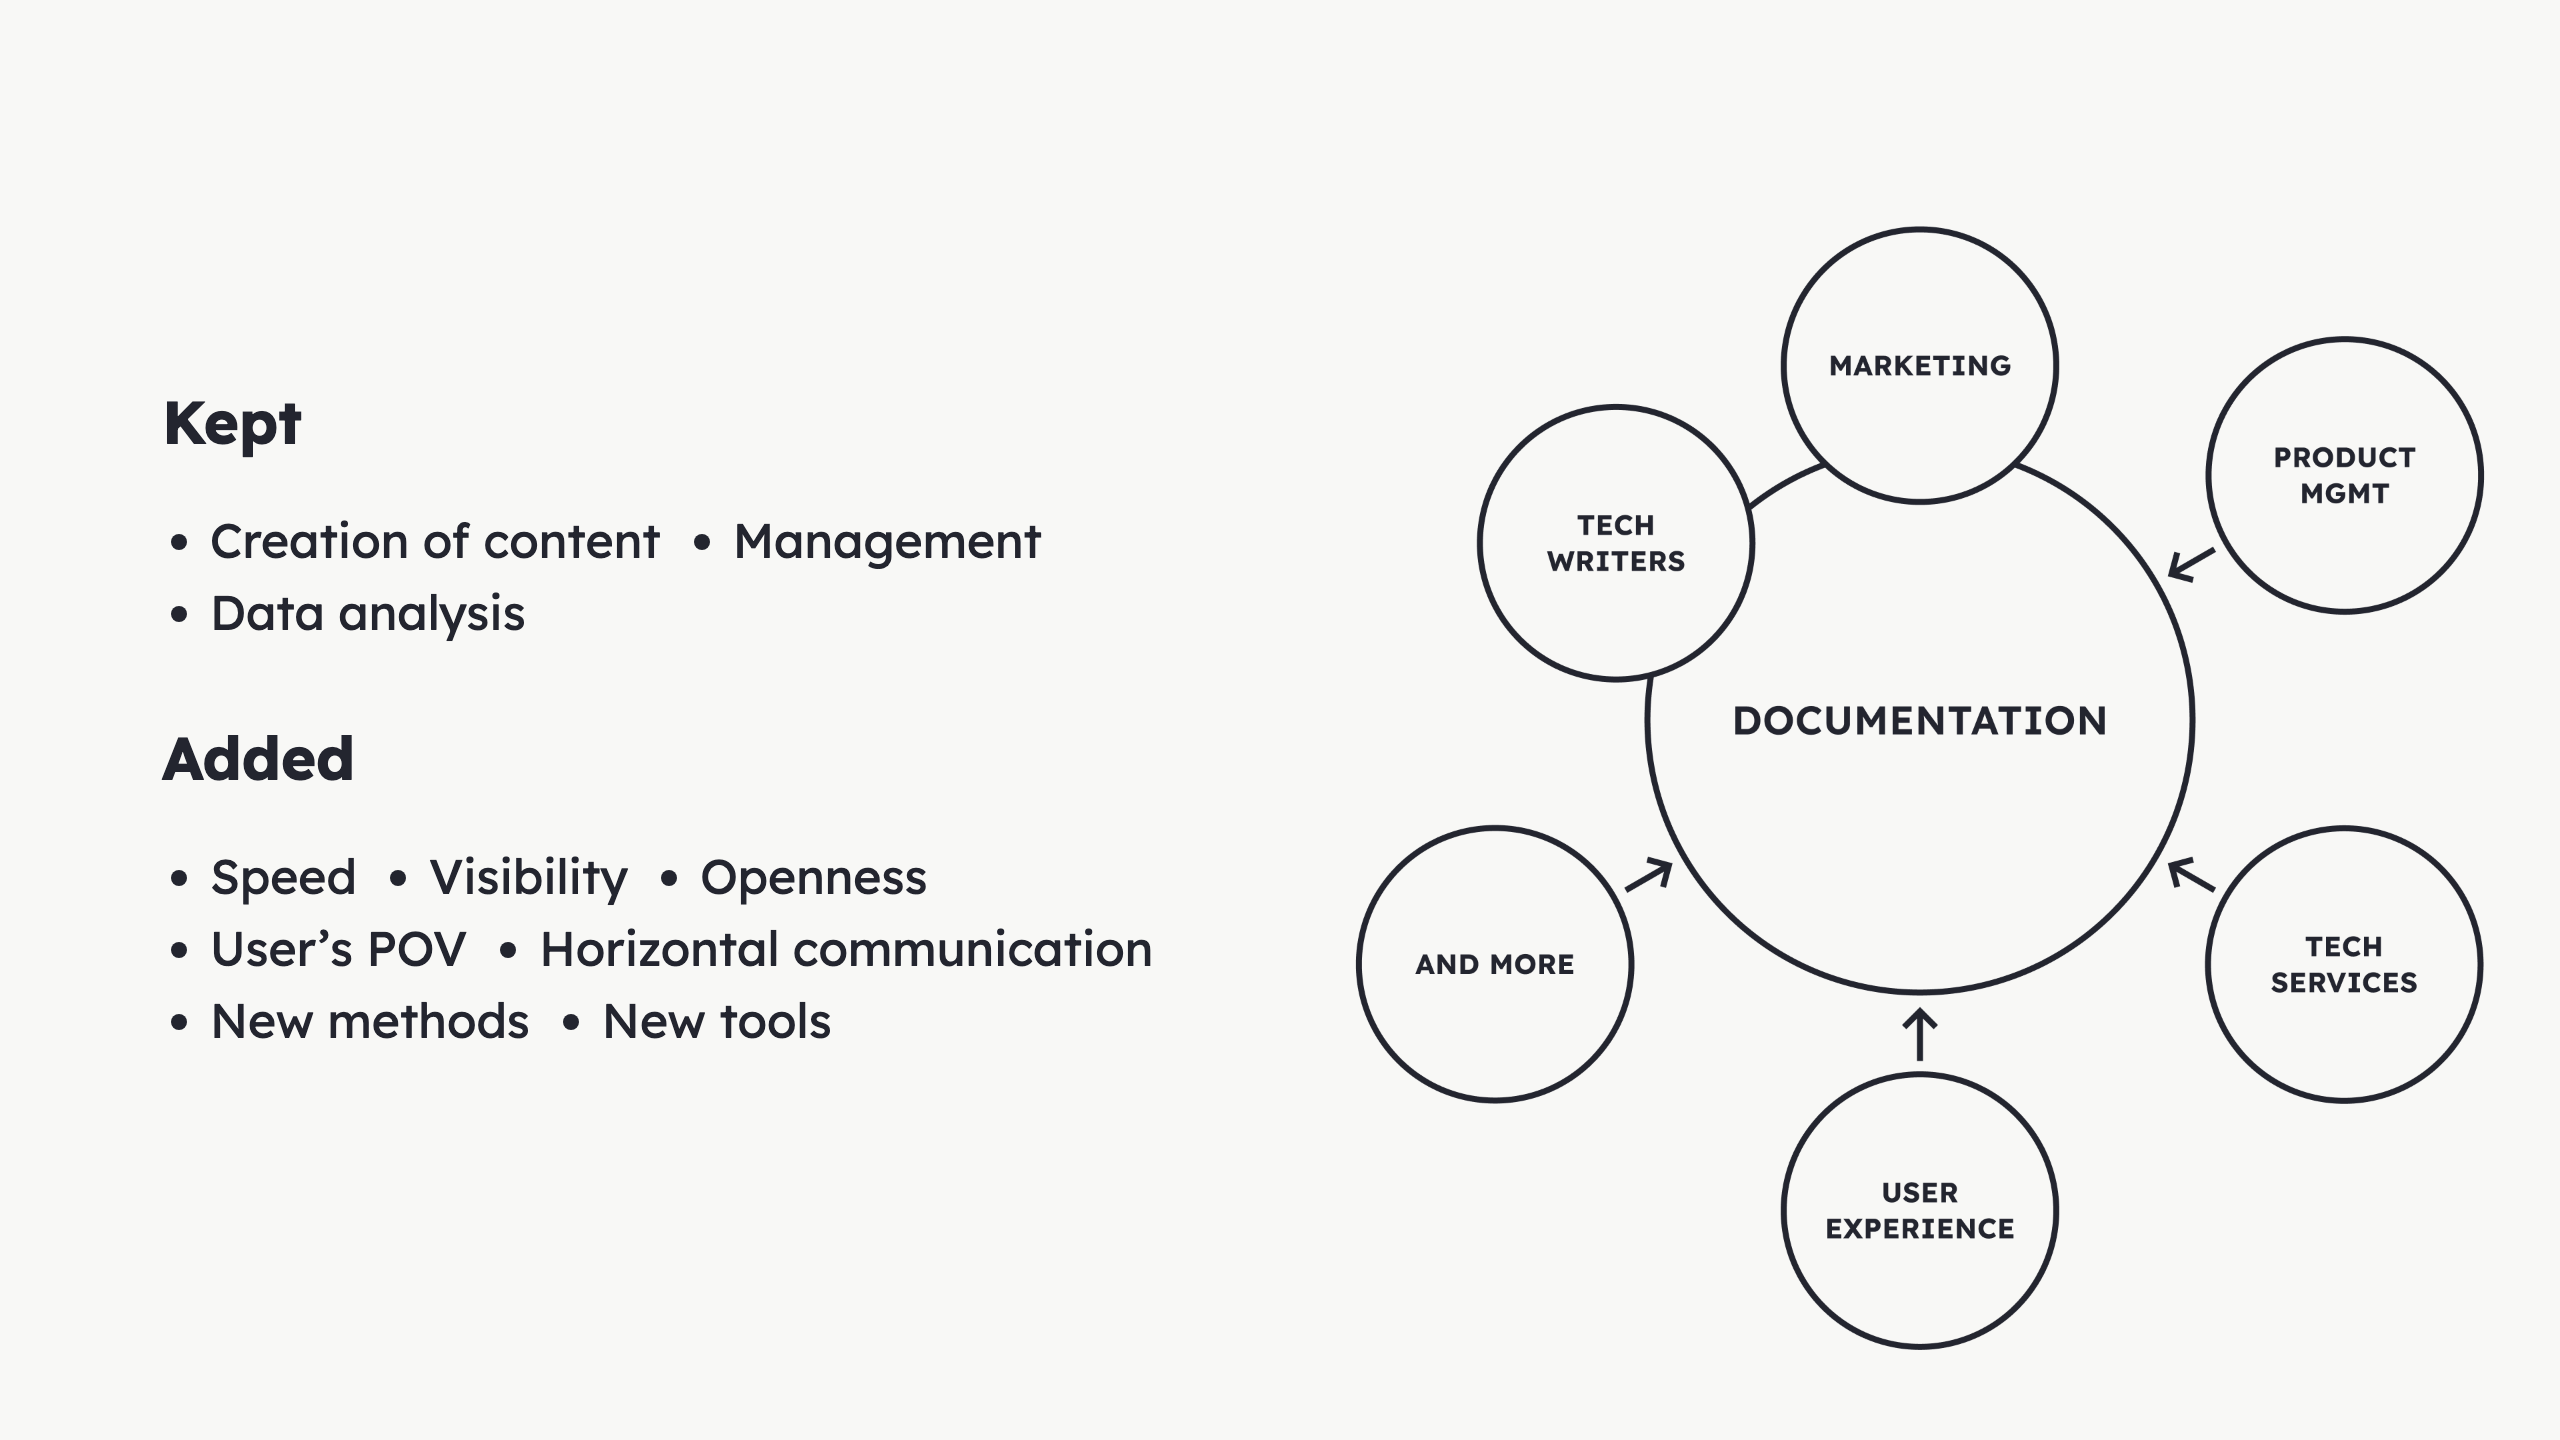 Kept
• Creation of content • Management
• Data analysis
Added
• Speed • Visibility • Openness
• User’s POV • Horizontal communication
• New methods • New tools
MARKETING
PRODUCT
MGMT
TECH
WRITERS
DOCUMENTATION
AND MORE
TECH
SERVICES
USER
EXPERIENCE